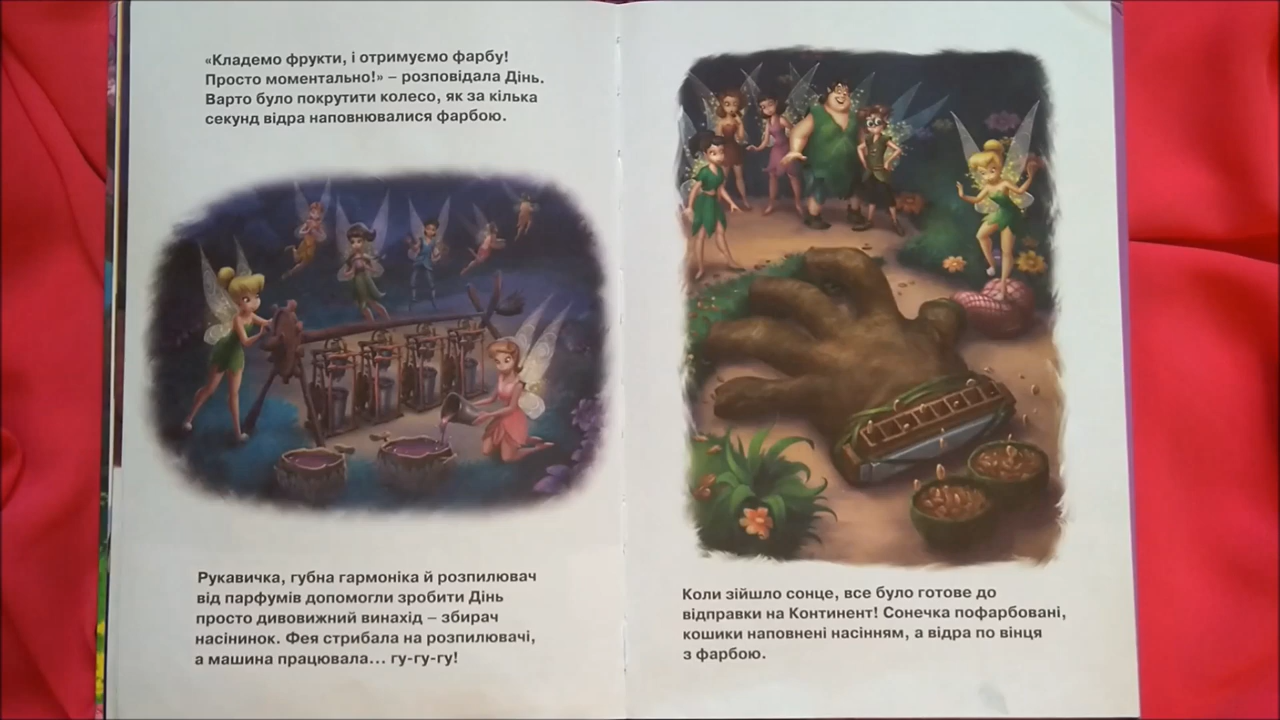 «Кладемо фрукти, і отримуємо фарбу!
Просто моментально!» – розповідала Дінь.
Варто було покрутити колесо, як за кілька
секунд відра наповнювалися фарбою.
Рукавичка, губна гармоніка й розпилювач
від парфумів допомогли зробити Дінь
просто дивовижний винахід – збирач
насінинок. Фея стрибала на розпилювачі,
а машина працювала... гу-гу-гу!
Коли зійшло сонце, все було готове до
відправки на Континент! Сонечка пофарбовані,
кошики наповнені насінням, а відра по вінця
з фарбою.